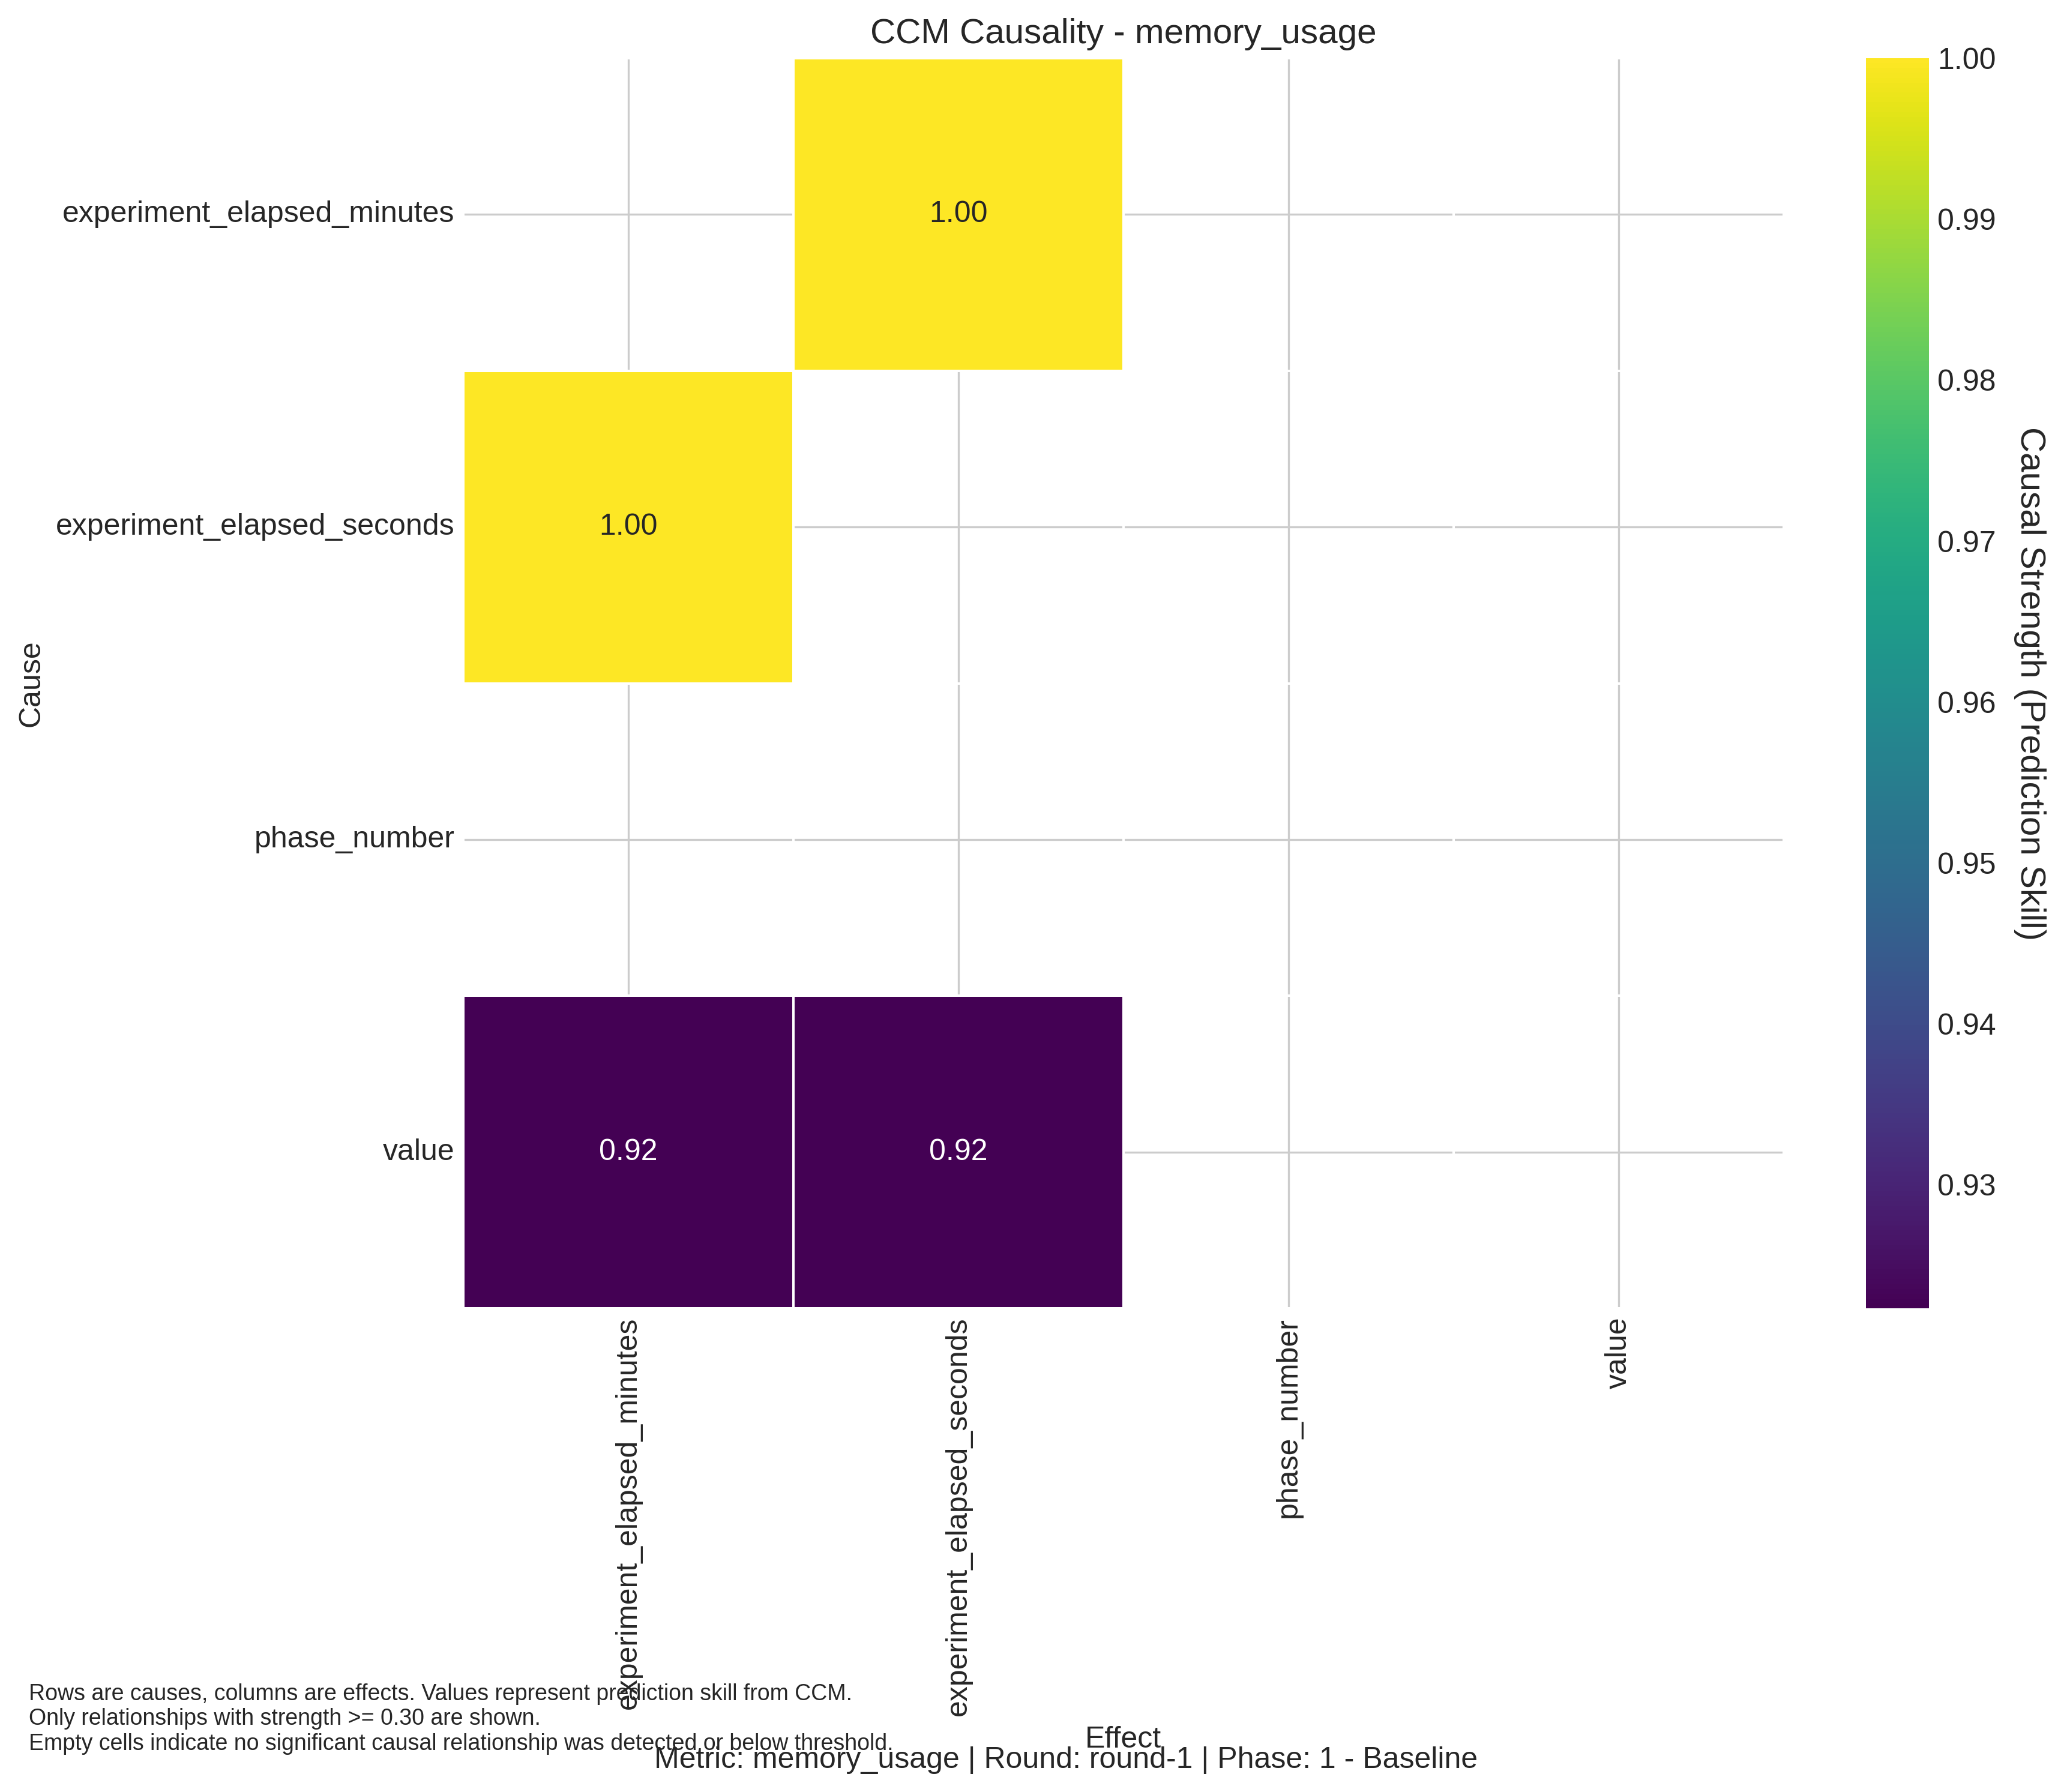 CCM Causality - memory_usage
1.00
0.99
0.98
0.97
0.96
0.95
0.94
0.93
Causal Strength (Prediction Skill)
Cause
experiment_elapsed_minutes
1.00
experiment_elapsed_seconds
1.00
phase_number
value
0.92
0.92
experiment_elapsed_minutes
experiment_elapsed_seconds
phase_number
value
Effect
Rows are causes, columns are effects. Values represent prediction skill from CCM.
Only relationships with strength >= 0.30 are shown.
Empty cells indicate no significant causal relationship was detected or below threshold.
Metric: memory_usage | Round: round-1 | Phase: 1 - Baseline